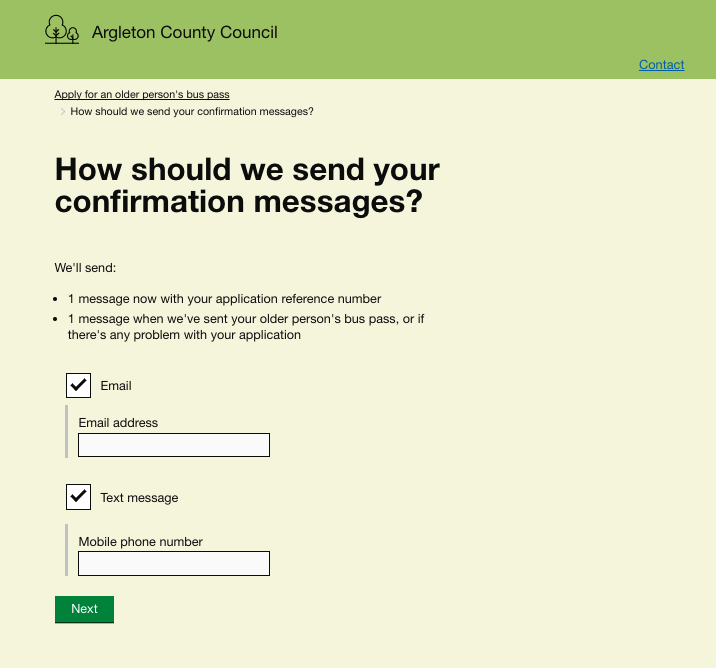 Argleton County Council
Contact
Apply for an older person's bus pass
How should we send your confirmation messages?
How should we send your
confirmation messages?
We'll send:
1 message now with your application reference number
1 message when we've sent your older person's bus pass, or if
there's any problem with your application
Email
Email address
Text message
Mobile phone number
Next